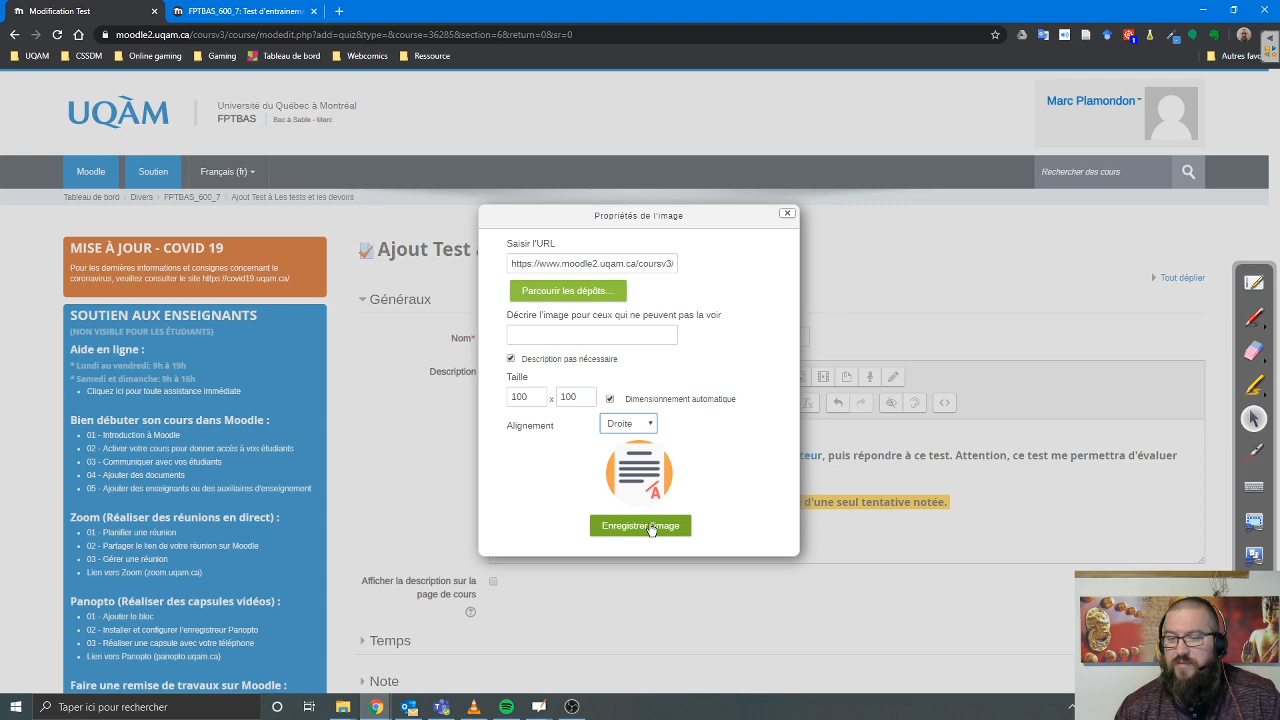 Modification Test
FPTBAS_600_7: Test d'entraînem
moodle2.uqam.ca/coursv3/course/modedit.php?add=quiz&type=&course=36285&section=6&return=0&sr=0
UQAM
CSSDM
Online gaming
Gaming
Tableau de bord
Webcomics
Ressource
Autres favo
UQÀM
Université du Québec à Montréal
FPTBAS
Bac à Sable - Marc
Marc Plamondon
Moodle
Soutien
Français (fr)
Rechercher des cours
Tableau de bord
Divers
FPTBAS_600_7
Ajout Test à Les tests et les devoirs
MISE À JOUR - COVID 19
Pour les dernières informations et consignes concernant le
coronavirus, veuillez consulter le site https://covid19.uqam.ca/
SOUTIEN AUX ENSEIGNANTS
(NON VISIBLE POUR LES ÉTUDIANTS)
Aide en ligne :
* Lundi au vendredi: 9h à 19h
* Samedi et dimanche: 9h à 16h
Cliquez ici pour toute assistance immédiate
Bien débuter son cours dans Moodle :
01 - Introduction à Moodle
02 - Activer votre cours pour donner accès à vos étudiants
03 - Communiquer avec vos étudiants
04 - Ajouter des documents
05 - Ajouter des enseignants ou des auxiliaires d'enseignement
Zoom (Réaliser des réunions en direct) :
01 - Planifier une réunion
02 - Partager le lien de votre réunion sur Moodle
03 - Gérer une réunion
Lien vers Zoom (zoom.uqam.ca)
Panopto (Réaliser des capsules vidéos) :
01 - Ajouter le bloc
02 - Installer et configurer l'enregistreur Panopto
03 - Réaliser une capsule avec votre téléphone
Lien vers Panopto (panopto.uqam.ca)
Faire une remise de travaux sur Moodle :
Ajout Test
Tout déplier
Généraux
Nom*
Description
teur, puis répondre à ce test. Attention, ce test me permettra d'évaluer
d'une seul tentative notée.
Afficher la description sur la
page de cours
Temps
Note
Propriétés de l'image
Saisir l'URL
https://www.moodle2.uqam.ca/coursv3/
Parcourir les dépôts...
Décrire l'image pour ceux qui ne peuvent pas la voir
Description pas nécessaire
Taille
100 x 100
Dimensionnement automatique
Alignement
Droite
A
Enregistrer l'image
Taper ici pour rechercher